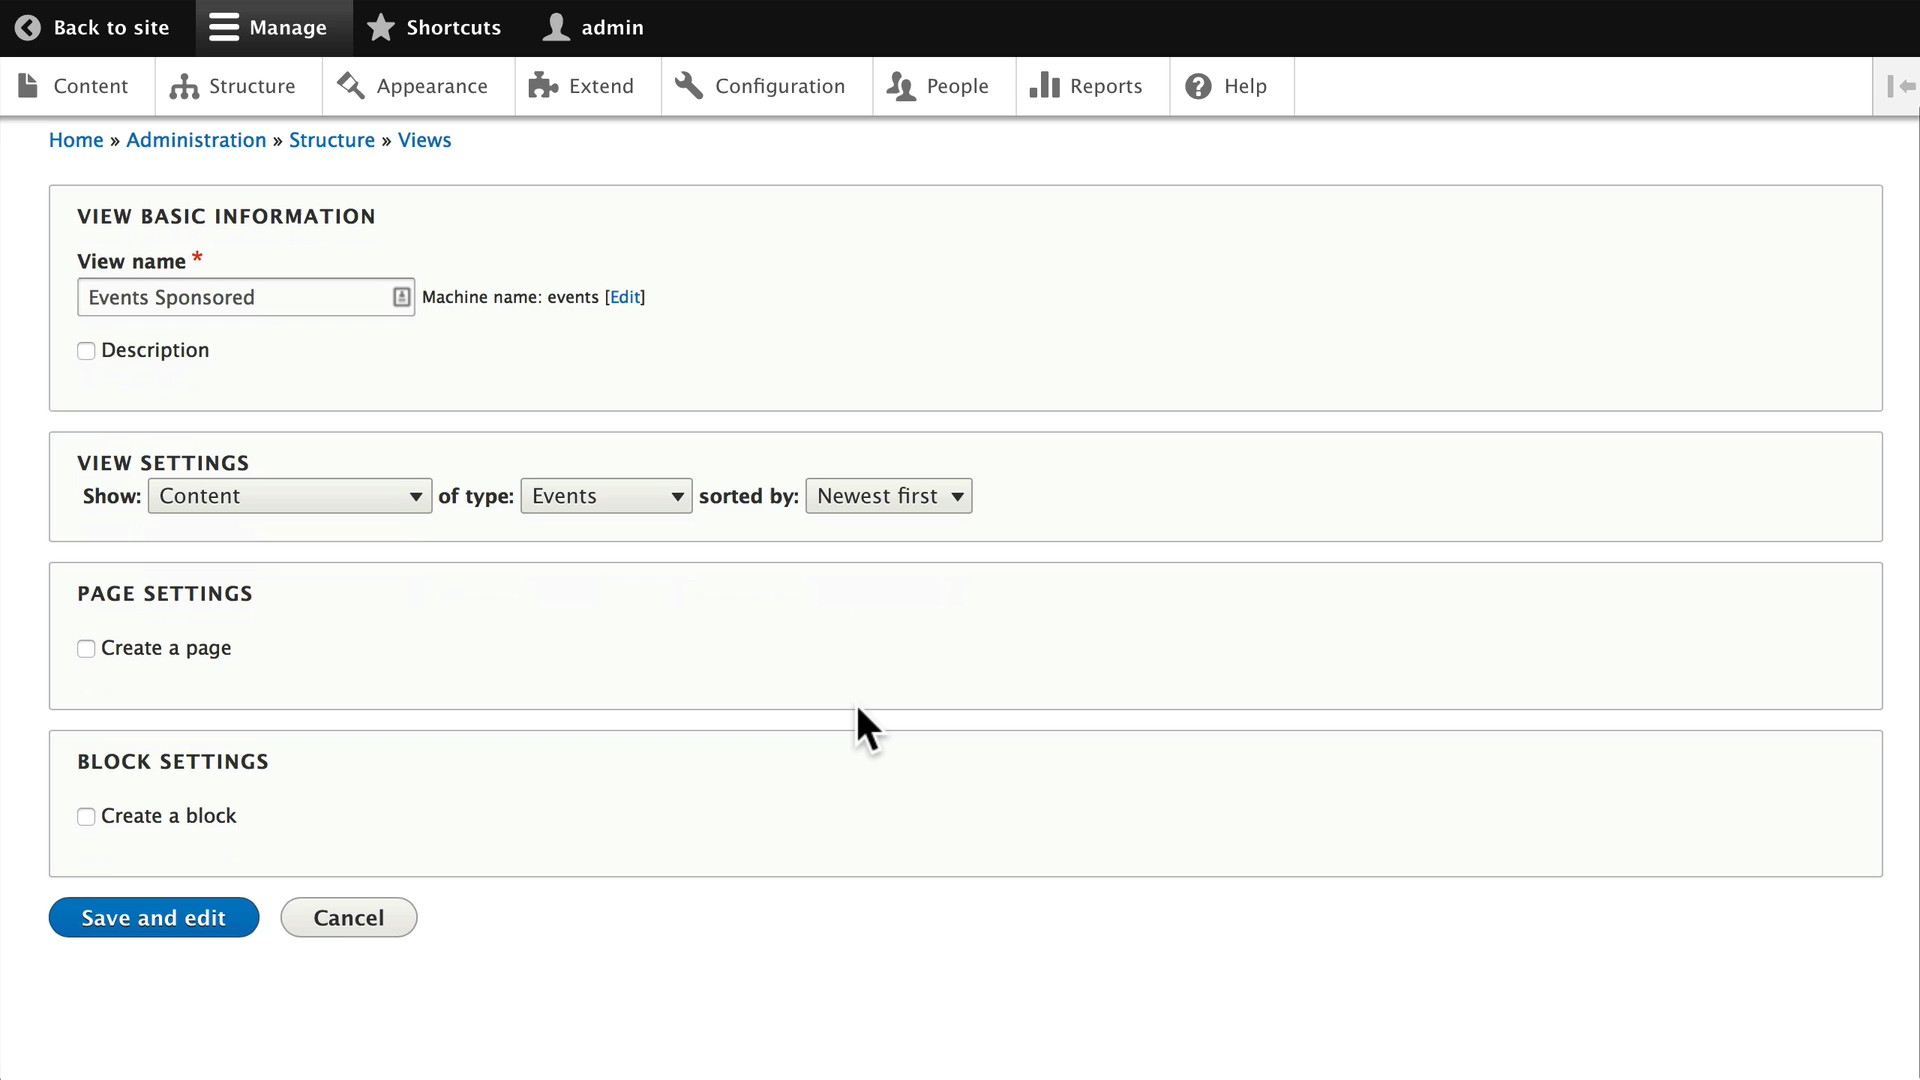 Back to site Manage Shortcuts admin
Content Structure Appearance Extend Configuration People Reports Help
Home » Administration » Structure » Views
VIEW BASIC INFORMATION
View name *
Events Sponsored Machine name: events [Edit]
Description
VIEW SETTINGS
Show: Content of type: Events sorted by: Newest first
PAGE SETTINGS
Create a page
BLOCK SETTINGS
Create a block
Save and edit Cancel